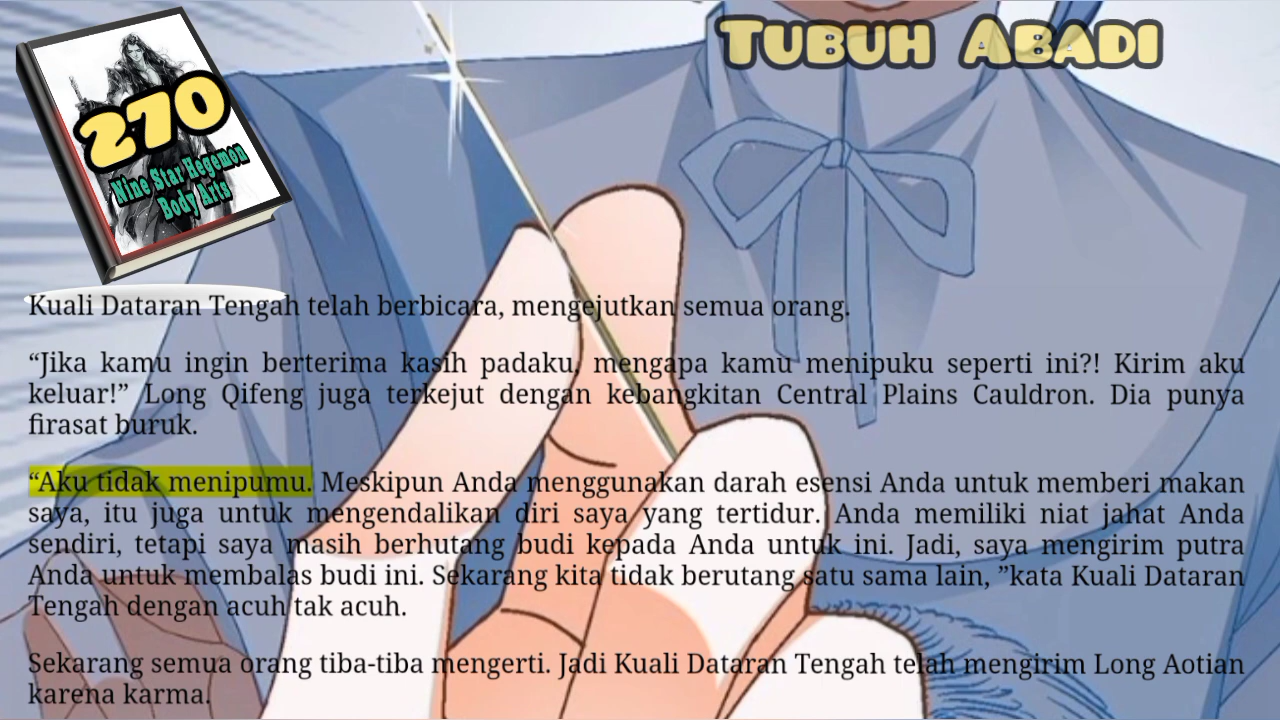 TUBUH ABADI
270
Nine Star Hegemon
Body Arts
Kuali Dataran Tengah telah berbicara, mengejutkan semua orang.
“Jika kamu ingin berterima kasih padaku, mengapa kamu menipuku seperti ini?! Kirim aku
keluar!” Long Qifeng juga terkejut dengan kebangkitan Central Plains Cauldron. Dia punya
firasat buruk.
“Aku tidak menipumu. Meskipun Anda menggunakan darah esensi Anda untuk memberi makan
saya, itu juga untuk mengendalikan diri saya yang tertidur. Anda memiliki niat jahat Anda
sendiri, tetapi saya masih berhutang budi kepada Anda untuk ini. Jadi, saya mengirim putra
Anda untuk membalas budi ini. Sekarang kita tidak berutang satu sama lain, ”kata Kuali Dataran
Tengah dengan acuh tak acuh.
Sekarang semua orang tiba-tiba mengerti. Jadi Kuali Dataran Tengah telah mengirim Long Aotian
karena karma.